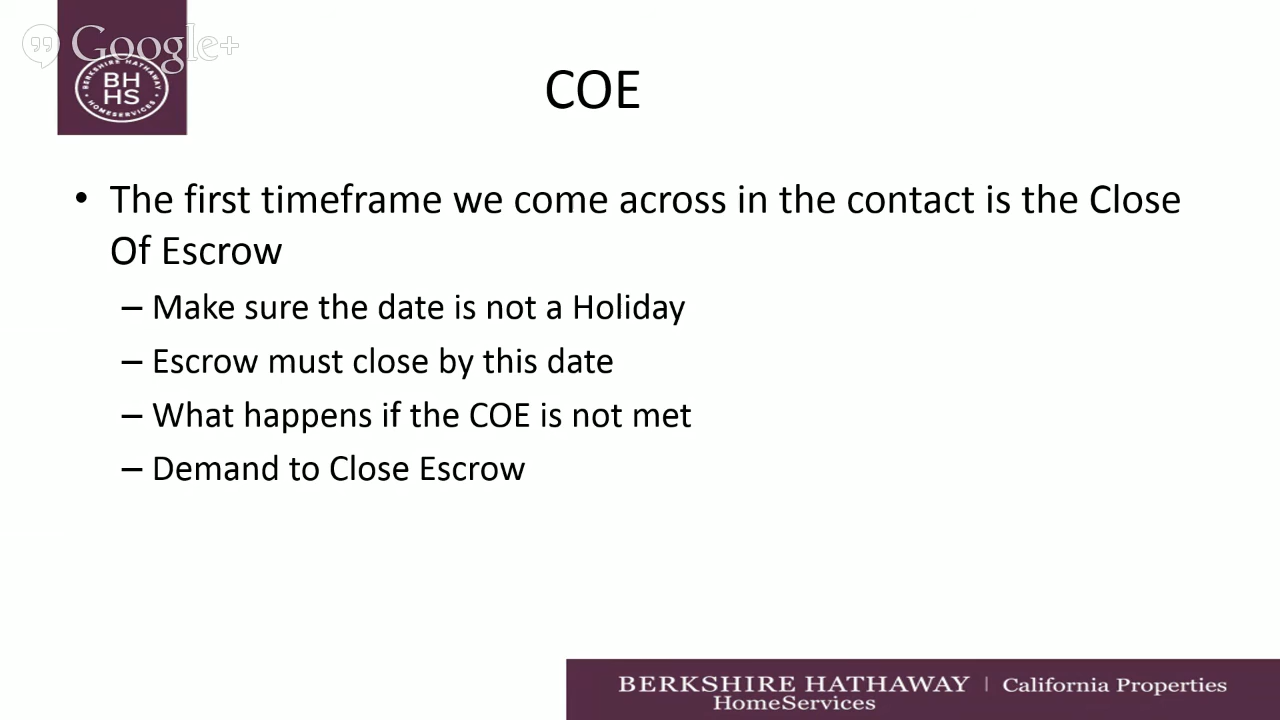 Google+
BERKSHIRE HATHAWAY
BH
HS
HOMESERVICES
COE
• The first timeframe we come across in the contact is the Close
Of Escrow
– Make sure the date is not a Holiday
– Escrow must close by this date
– What happens if the COE is not met
– Demand to Close Escrow
BERKSHIRE HATHAWAY | California Properties
HomeServices